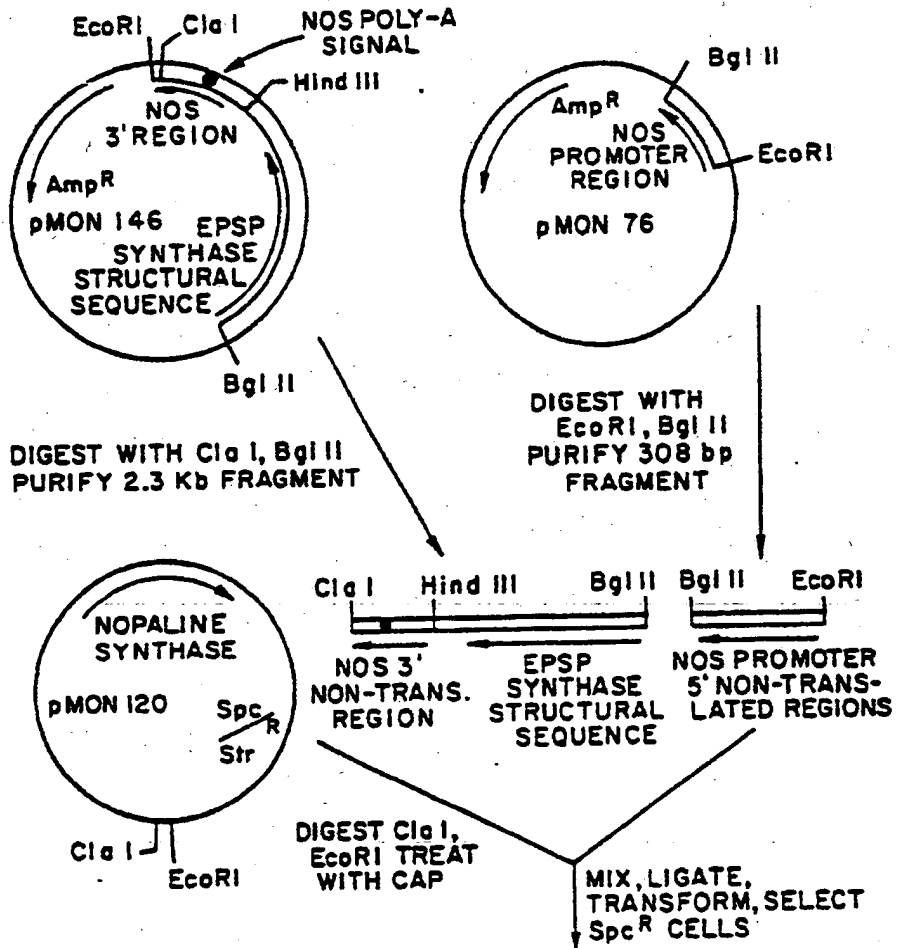 EcoRI
Cla I
NOS POLY-A
SIGNAL
Hind III
NOS
3' REGION
AmpR
pMON 146
EPSP
SYNTHASE
STRUCTURAL
SEQUENCE
Bgl II
Bgl II
AmpR
NOS
PROMOTER
REGION
EcoRI
pMON 76
DIGEST WITH Cla I, Bgl II
PURIFY 2.3 Kb FRAGMENT
DIGEST WITH
EcoRI, Bgl II
PURIFY 308 bp
FRAGMENT
NOPALINE
SYNTHASE
pMON 120
SpcR
Str
Cla I
EcoRI
Cla I Hind III Bgl II Bgl II EcoRI
NOS 3'
NON-TRANS.
REGION
EPSP
SYNTHASE
STRUCTURAL
SEQUENCE
NOS PROMOTER
5' NON-TRANS-
LATED REGIONS
DIGEST Cla I,
EcoRI TREAT
WITH CAP
MIX, LIGATE,
TRANSFORM, SELECT
SpcR CELLS